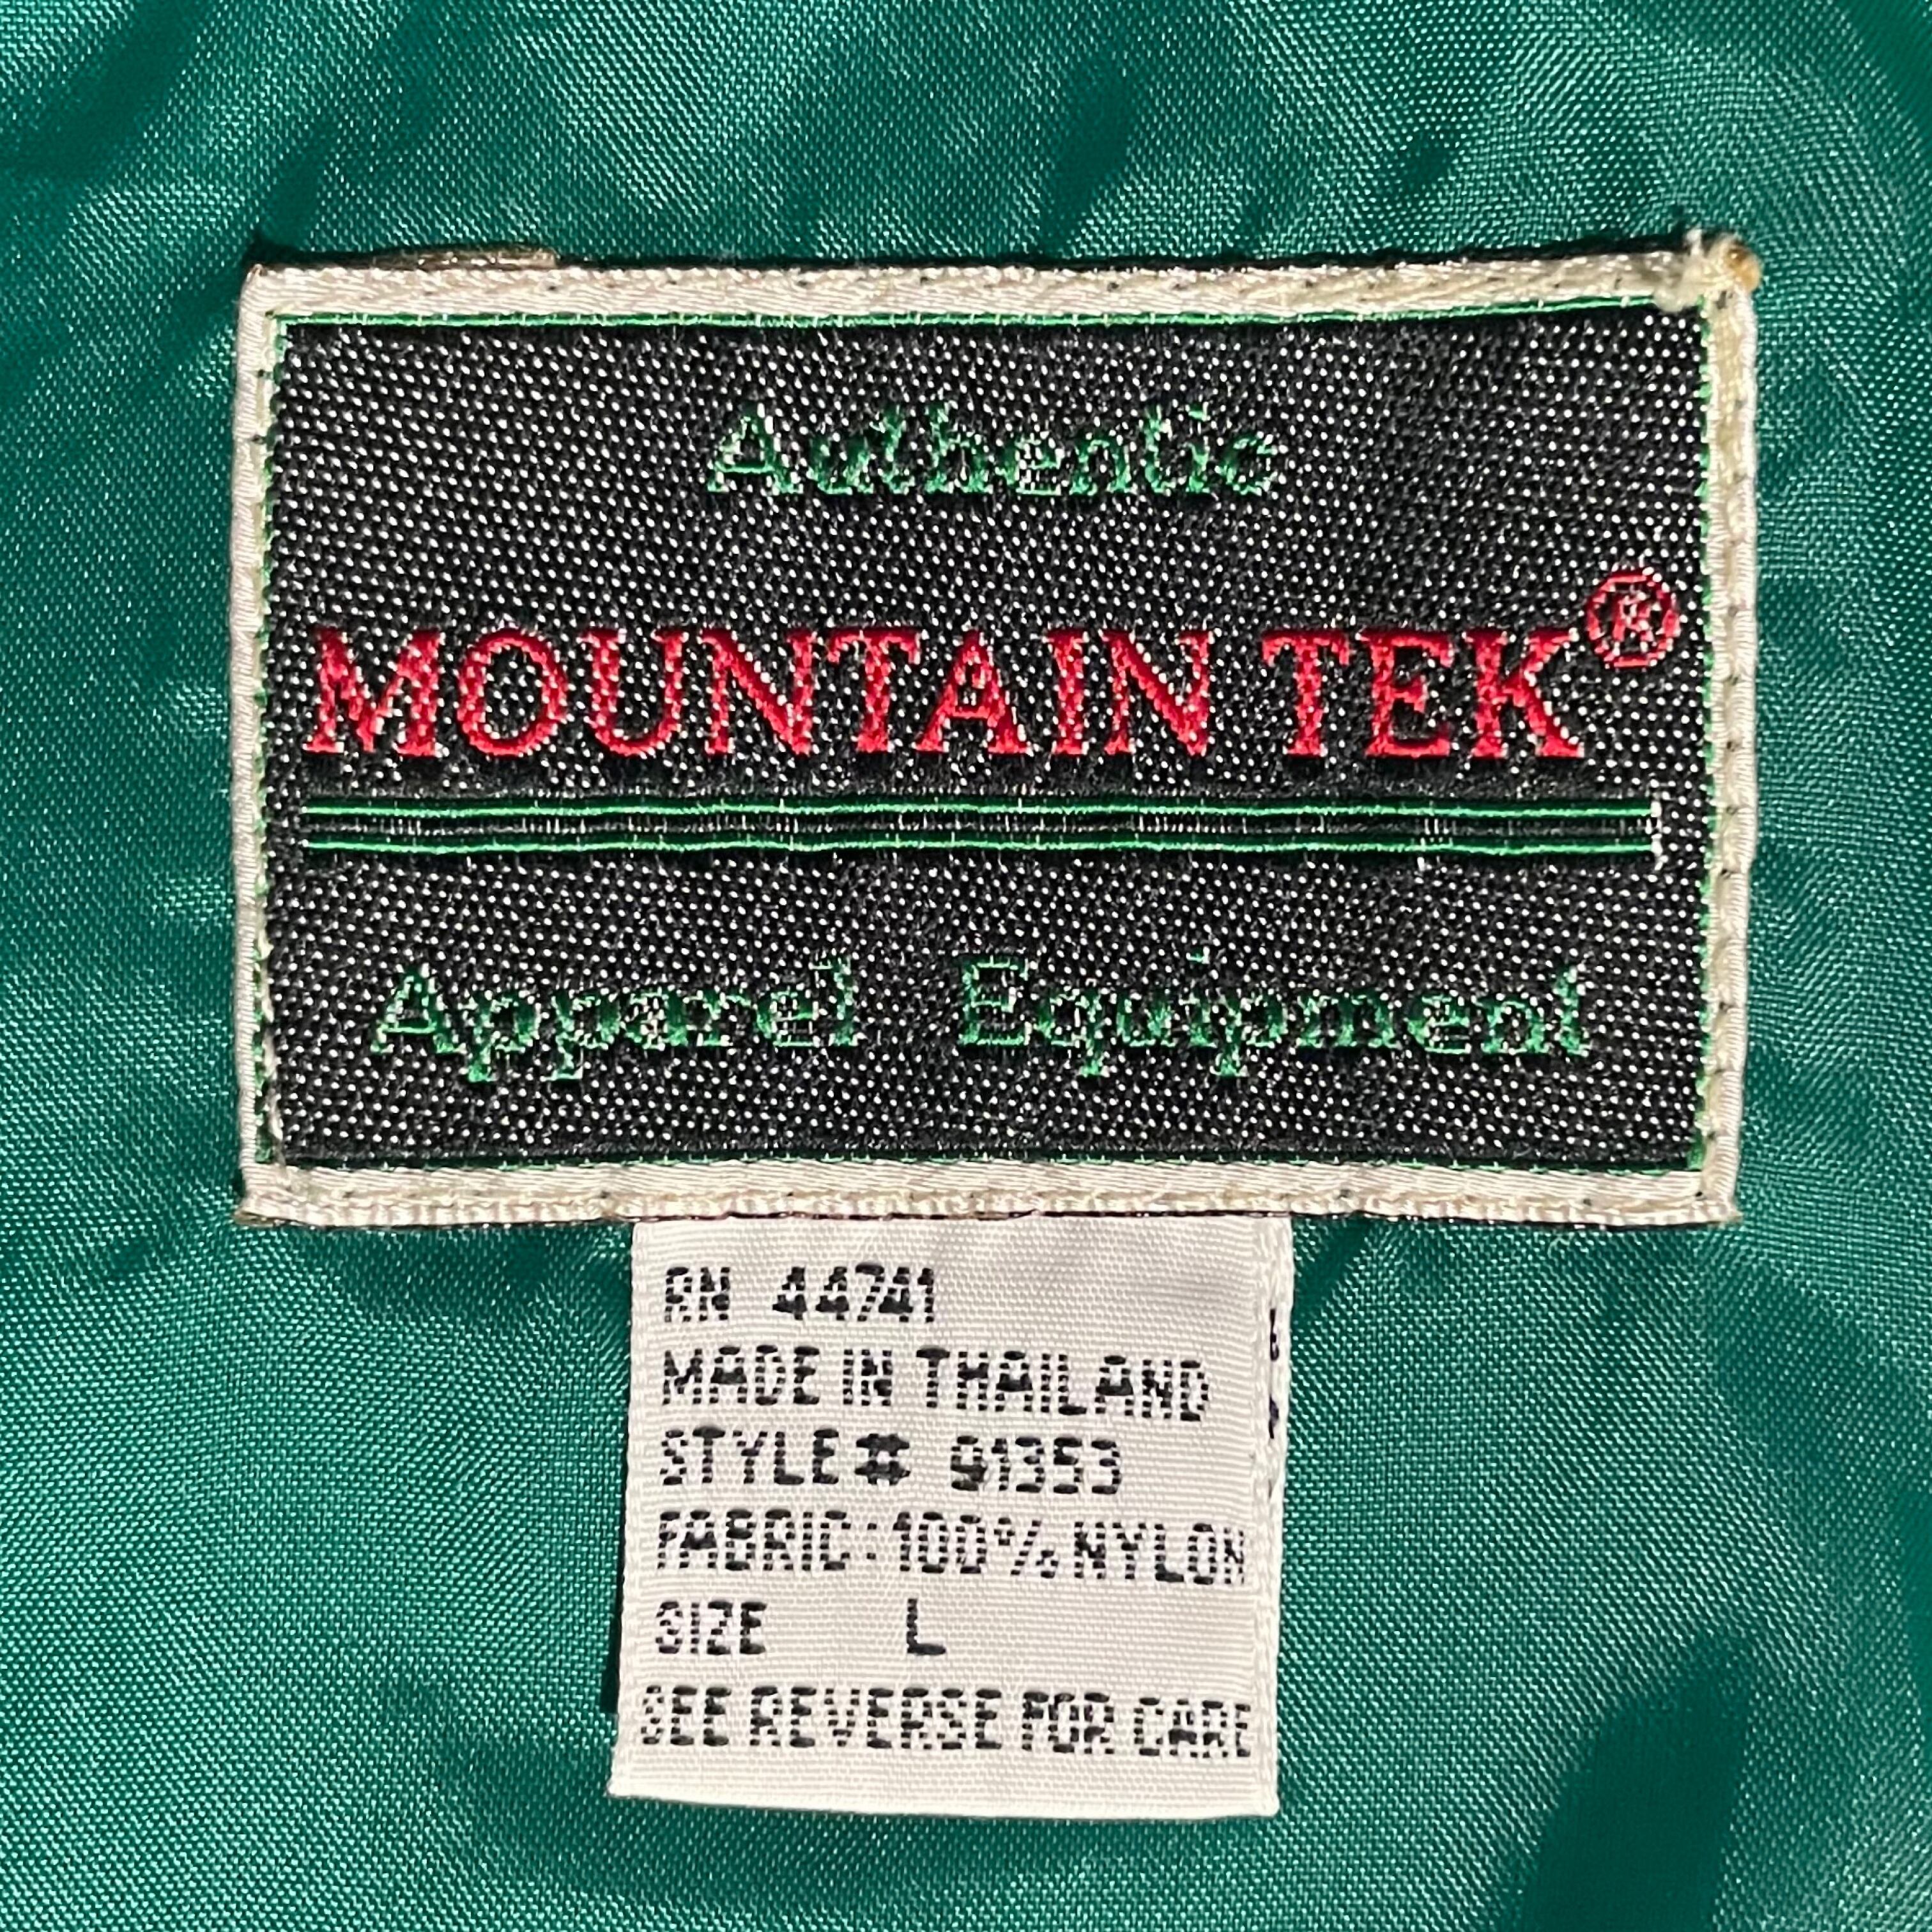 Authentic
MOUNTAIN TEK®
Apparel Equipment
RN 44741
MADE IN THAILAND
STYLE# 91353
FABRIC: 100% NYLON
SIZE L
SEE REVERSE FOR CARE